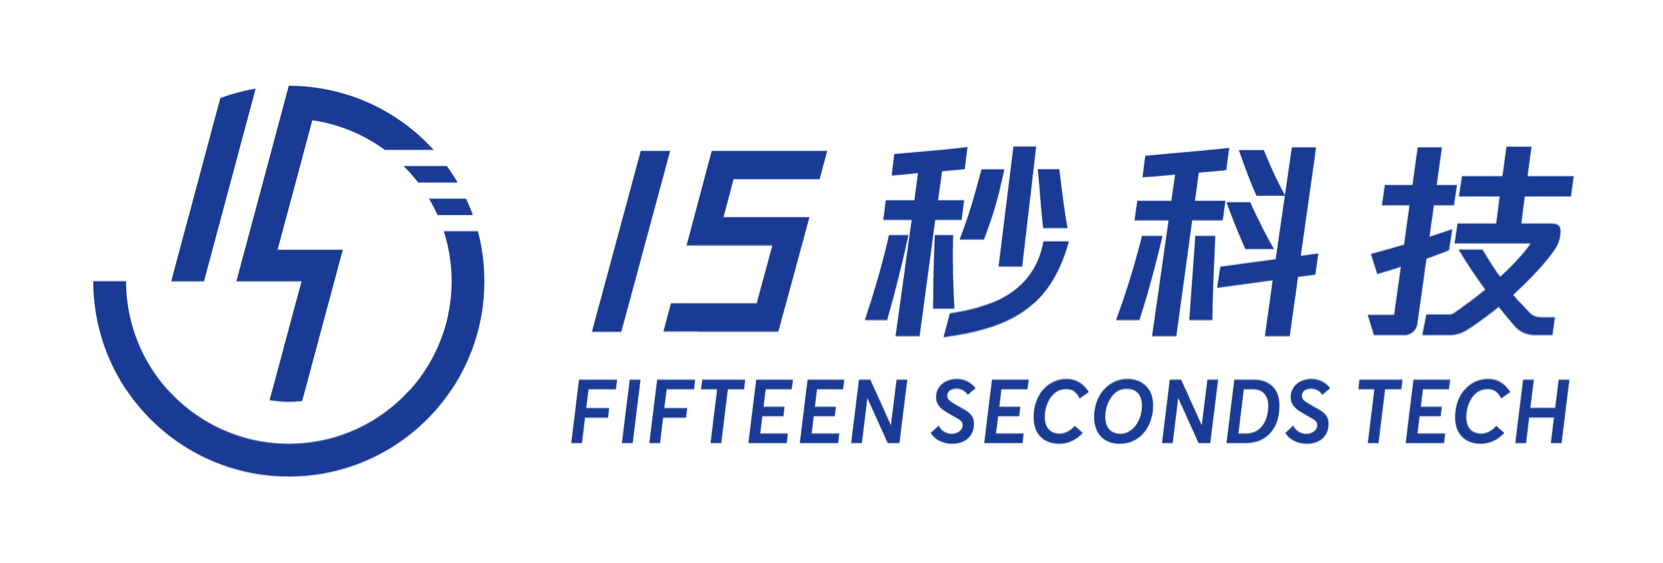 15秒科技
FIFTEEN SECONDS TECH